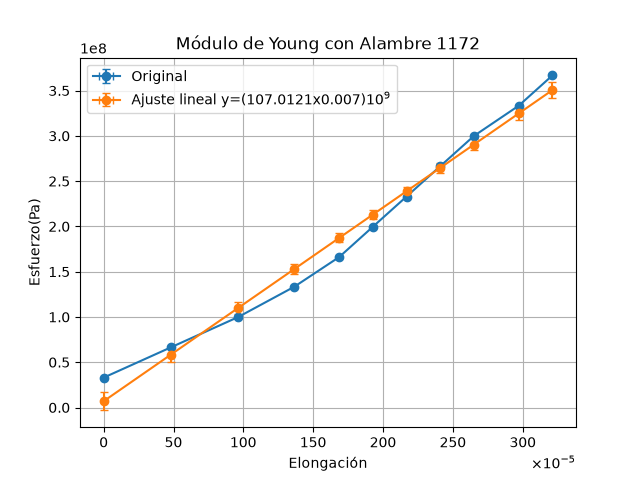 Módulo de Young con Alambre 1172
1e8
Original
Ajuste lineal y=(107.0121x0.007)10⁹
3.5
3.0
2.5
2.0
1.5
1.0
0.5
0.0
Esfuerzo(Pa)
0 50 100 150 200 250 300
Elongación
×10⁻⁵